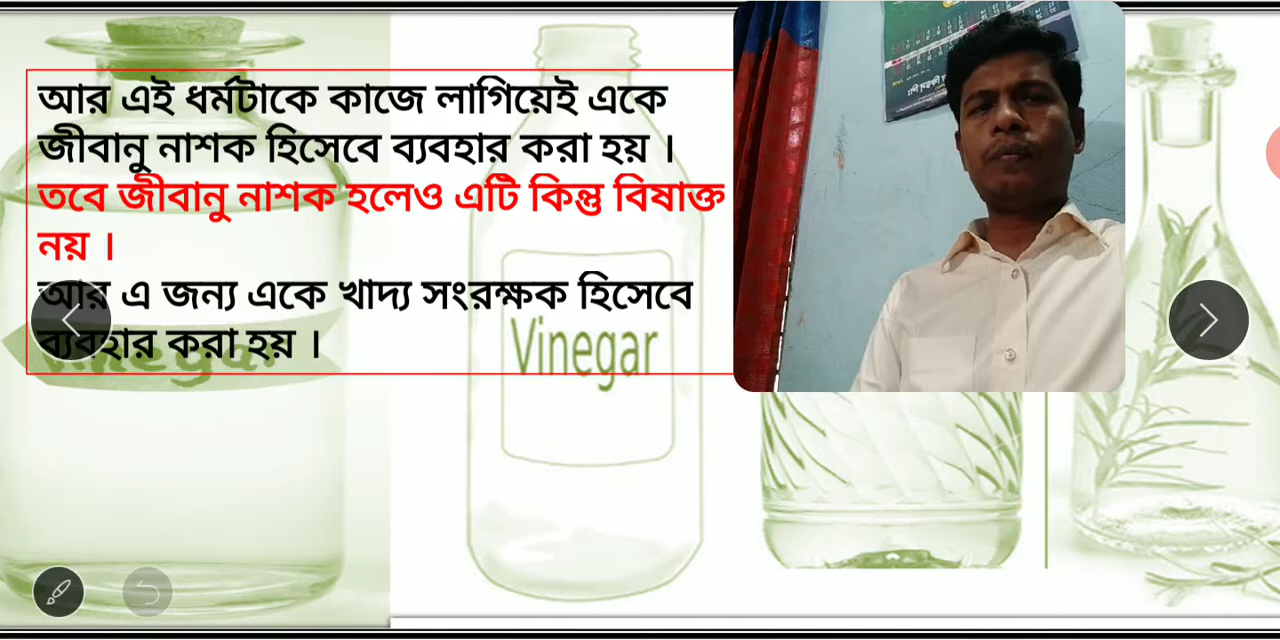 আর এই ধর্মটাকে কাজে লাগিয়েই একে
জীবানু নাশক হিসেবে ব্যবহার করা হয় ।
তবে জীবানু নাশক হলেও এটি কিন্তু বিষাক্ত
নয় ।
আর এ জন্য একে খাদ্য সংরক্ষক হিসেবে
ব্যবহার করা হয় ।
Vinegar